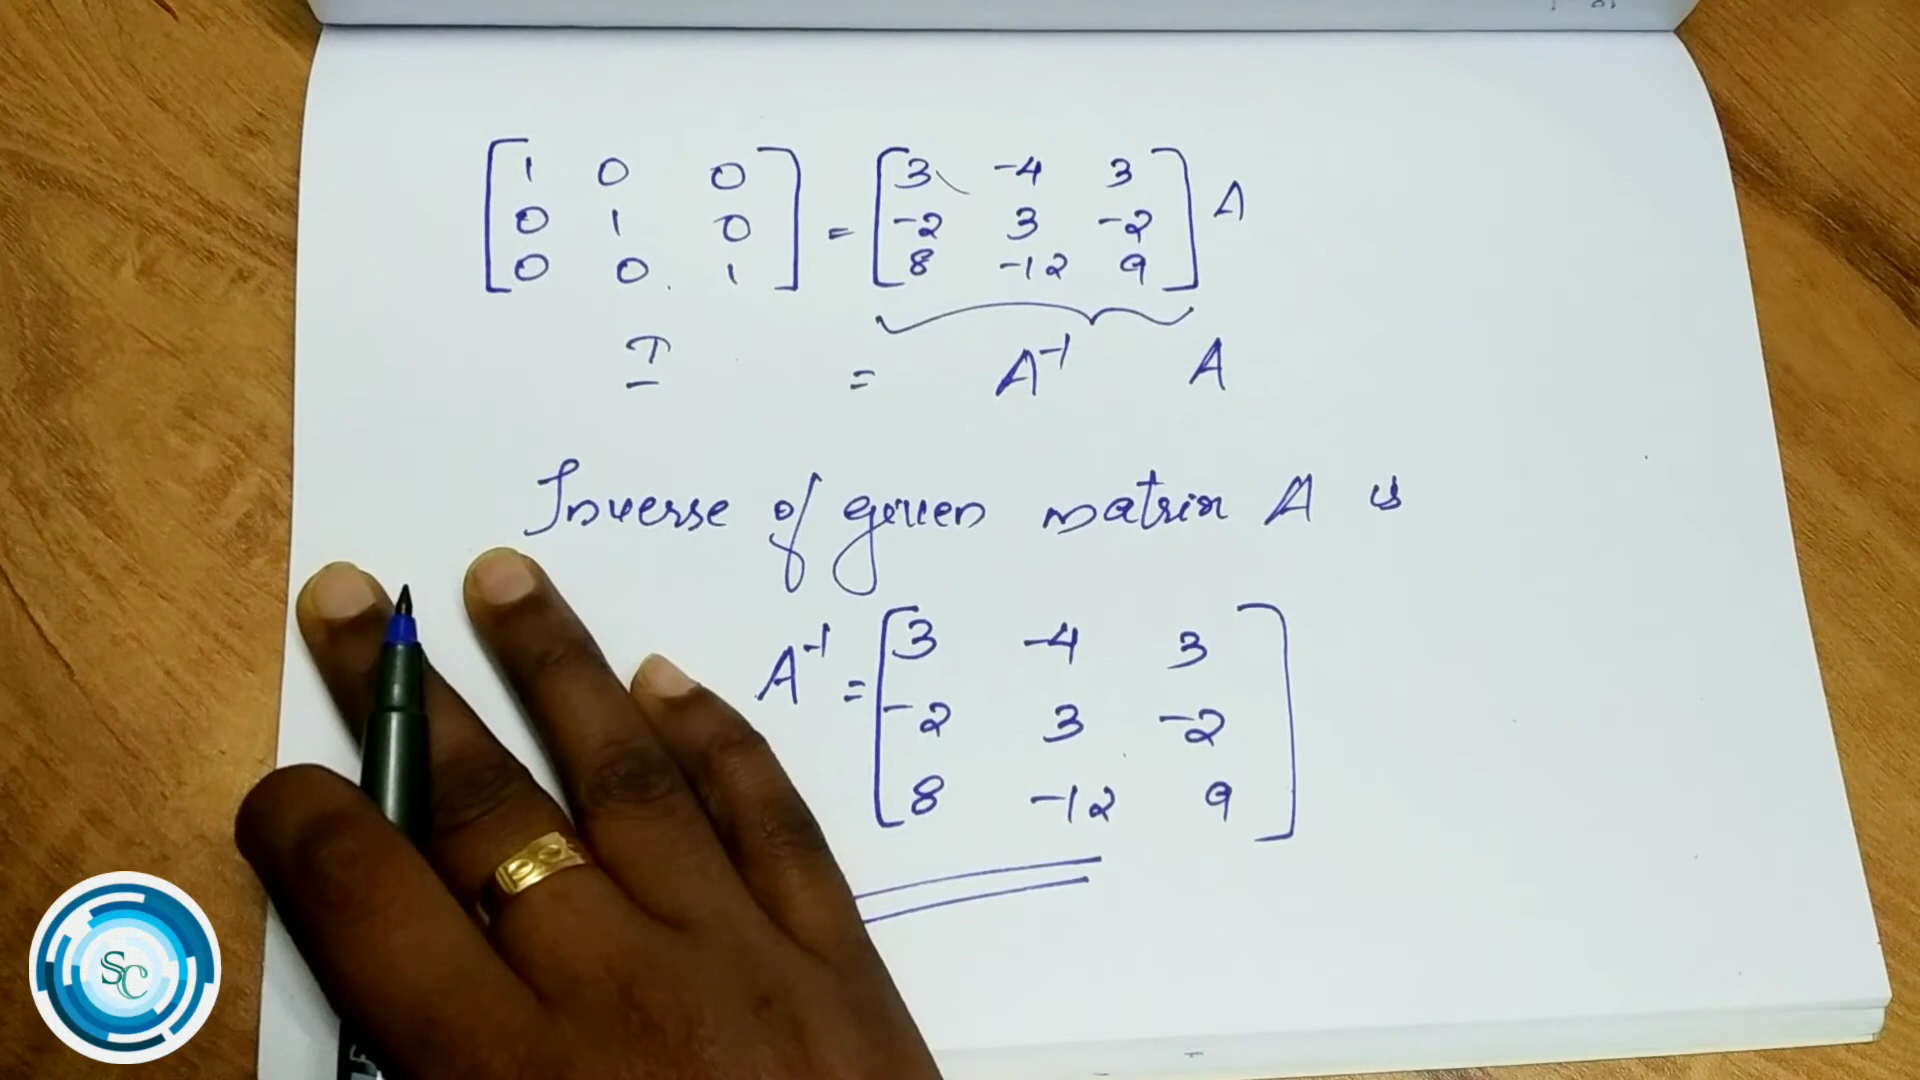 [1 0 0] = [3 -4 3] A
[0 1 0] [-2 3 -2]
[0 0 1] [8 -12 9]
I = A⁻¹ A
Inverse of given matrix A is
A⁻¹ = [3 -4 3]
[-2 3 -2]
[8 -12 9]
SC